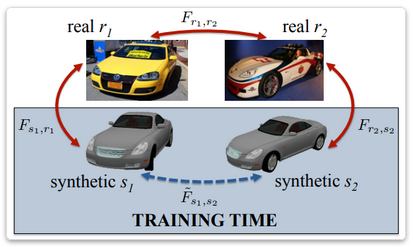 real r₁ F_{r₁,r₂} real r₂
F_{s₁,r₁} F_{r₂,s₂}
synthetic s₁ F̃_{s₁,s₂} synthetic s₂
TRAINING TIME